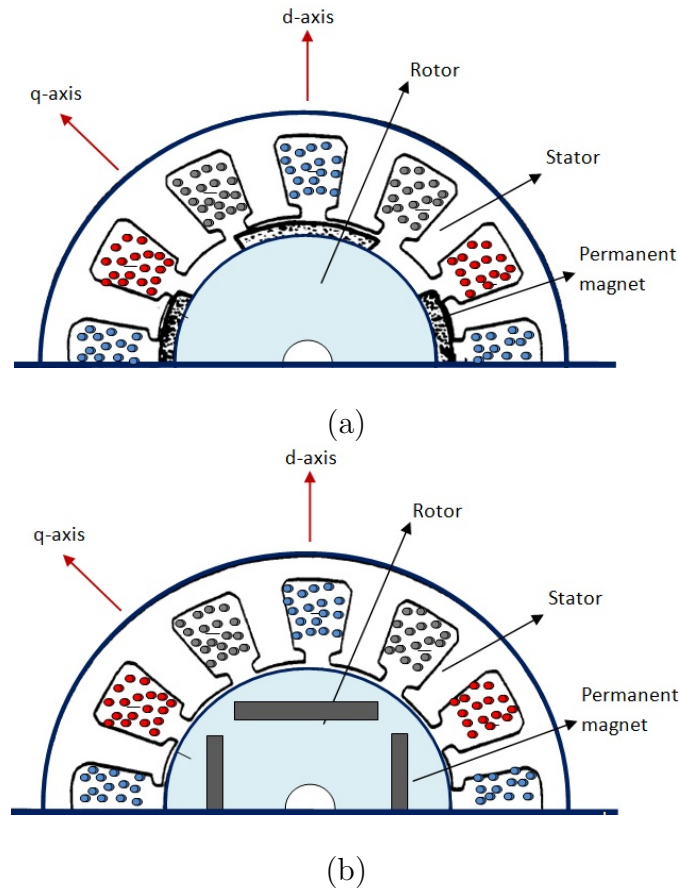 d-axis
Rotor
q-axis
Stator
Permanent
magnet
(a)
d-axis
Rotor
q-axis
Stator
Permanent
magnet
(b)